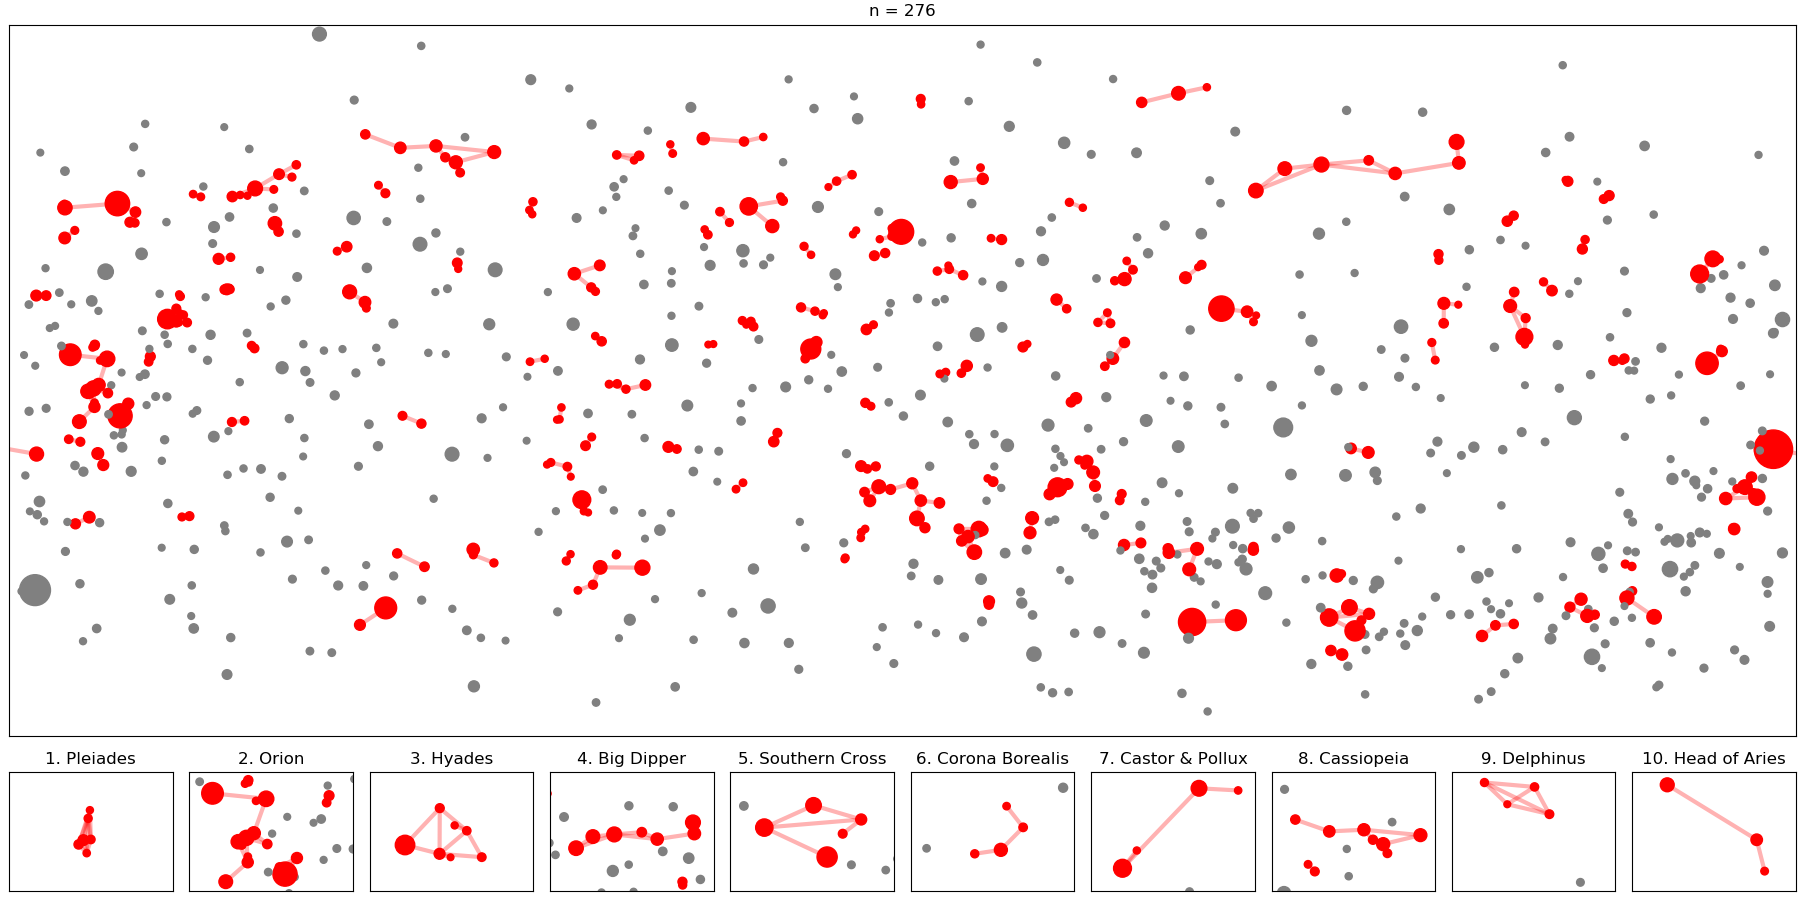 n = 276
1. Pleiades
2. Orion
3. Hyades
4. Big Dipper
5. Southern Cross
6. Corona Borealis
7. Castor & Pollux
8. Cassiopeia
9. Delphinus
10. Head of Aries